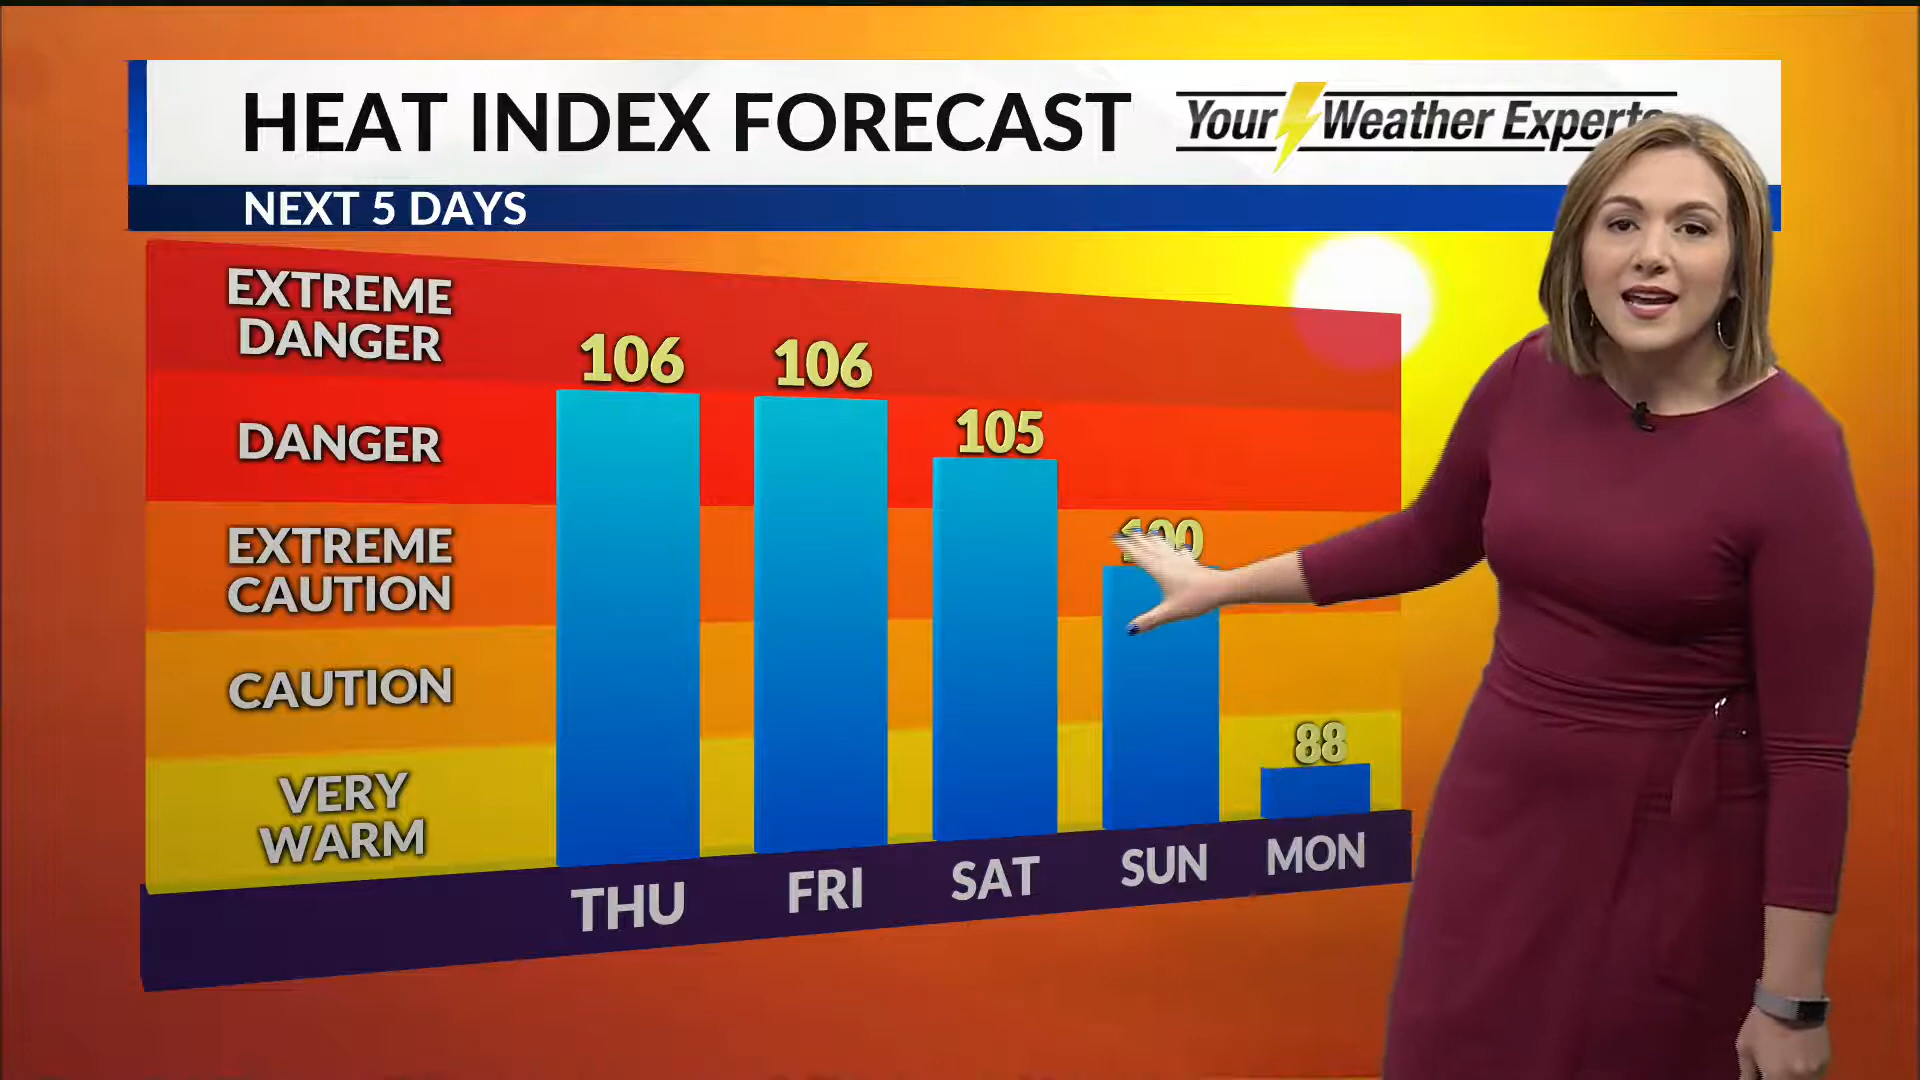 HEAT INDEX FORECAST
Your Weather Experts
NEXT 5 DAYS
EXTREME
DANGER
DANGER
EXTREME
CAUTION
CAUTION
VERY
WARM
106
106
105
100
88
THU
FRI
SAT
SUN
MON